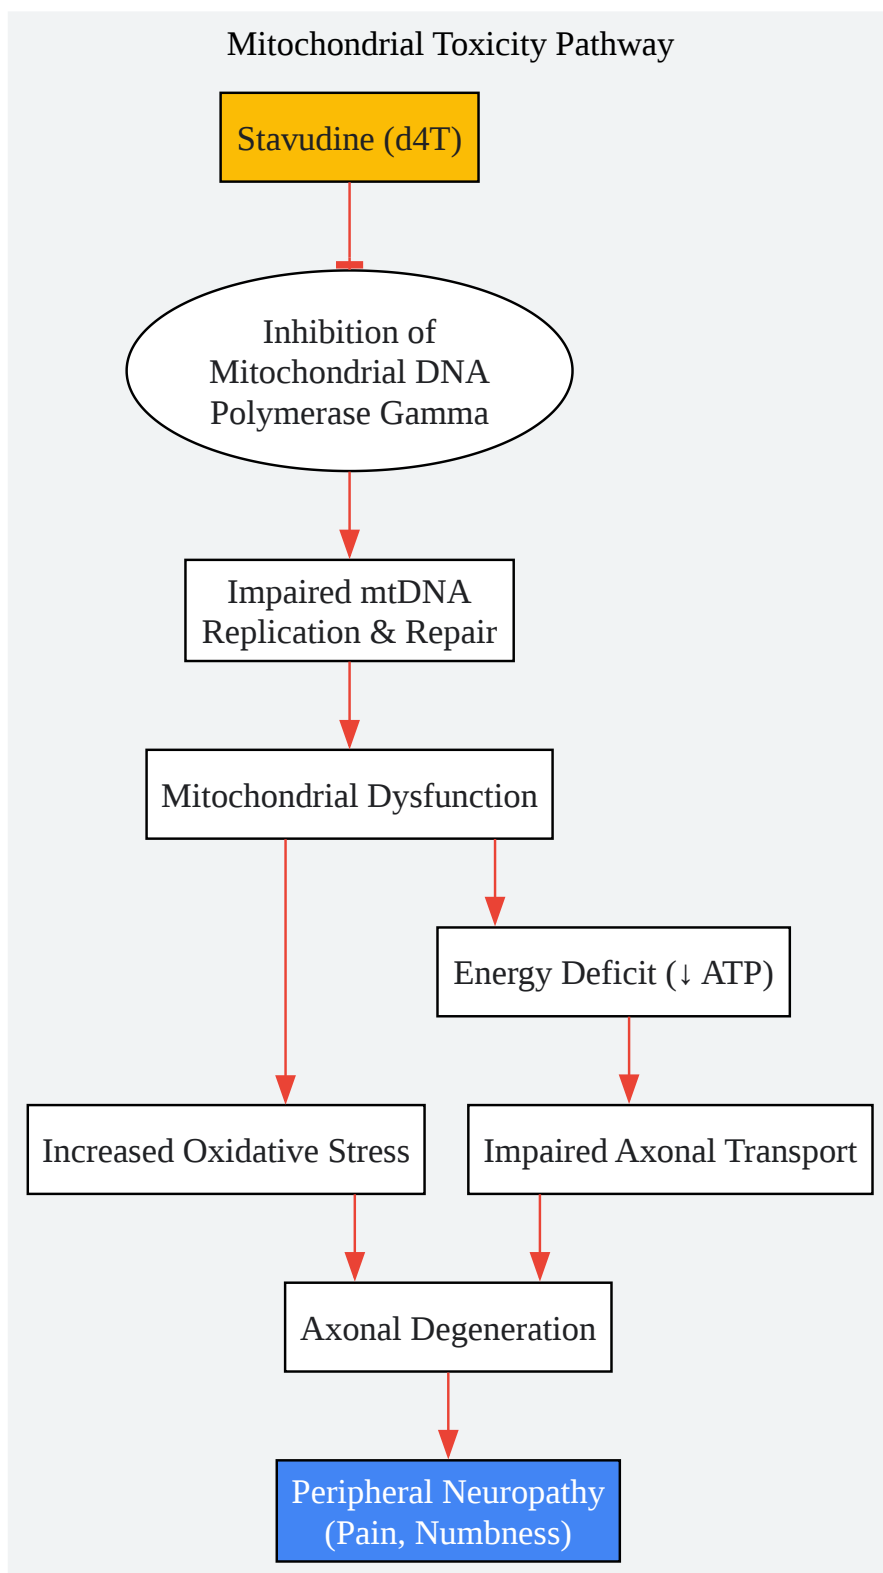 Mitochondrial Toxicity Pathway
Stavudine (d4T)
Inhibition of
Mitochondrial DNA
Polymerase Gamma
Impaired mtDNA
Replication & Repair
Mitochondrial Dysfunction
Energy Deficit (↓ ATP)
Increased Oxidative Stress
Impaired Axonal Transport
Axonal Degeneration
Peripheral Neuropathy
(Pain, Numbness)